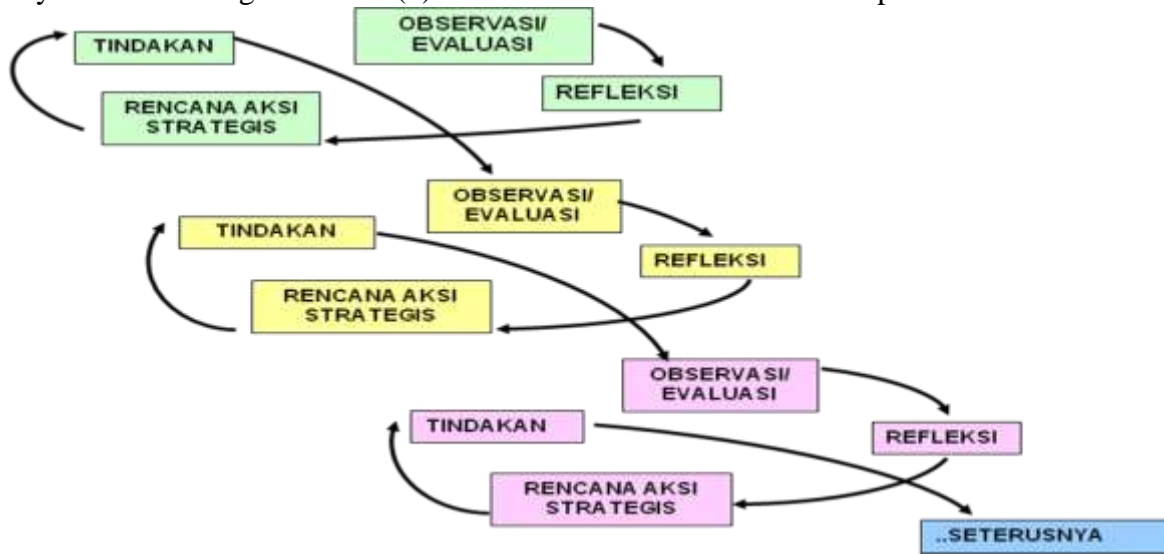 OBSERVASI/
EVALUASI
TINDAKAN
REFLEKSI
RENCANA AKSI
STRATEGIS
OBSERVASI/
EVALUASI
TINDAKAN
REFLEKSI
RENCANA AKSI
STRATEGIS
OBSERVASI/
EVALUASI
TINDAKAN
REFLEKSI
RENCANA AKSI
STRATEGIS
..SETERUSNYA